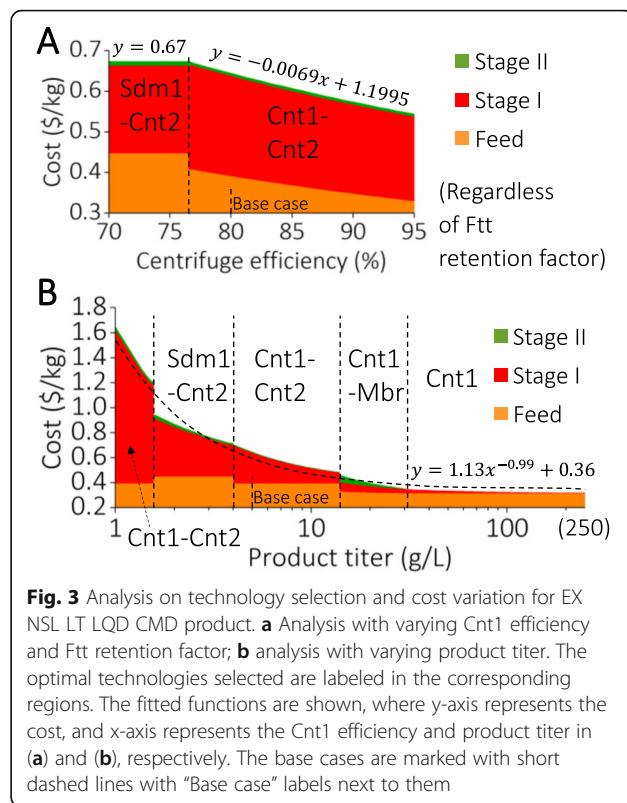 A
y = 0.67
y = −0.0069x + 1.1995
0.7
0.6
0.5
0.4
0.3
Cost ($/kg)
Sdm1
-Cnt2
Cnt1-
Cnt2
Base case
70 75 80 85 90 95
Centrifuge efficiency (%)
Stage II
Stage I
Feed
(Regardless
of Ftt
retention factor)
B
1.8
1.6
1.4
1.2
1.0
0.8
0.6
0.4
0.2
Cost ($/kg)
Sdm1
-Cnt2
Cnt1-
Cnt2
Cnt1
-Mbr
Cnt1
Stage II
Stage I
Feed
y = 1.13x^−0.99 + 0.36
Base case
1 10 100 (250)
Cnt1-Cnt2
Product titer (g/L)
Fig. 3 Analysis on technology selection and cost variation for EX
NSL LT LQD CMD product. a Analysis with varying Cnt1 efficiency
and Ftt retention factor; b analysis with varying product titer. The
optimal technologies selected are labeled in the corresponding
regions. The fitted functions are shown, where y-axis represents the
cost, and x-axis represents the Cnt1 efficiency and product titer in
(a) and (b), respectively. The base cases are marked with short
dashed lines with “Base case” labels next to them